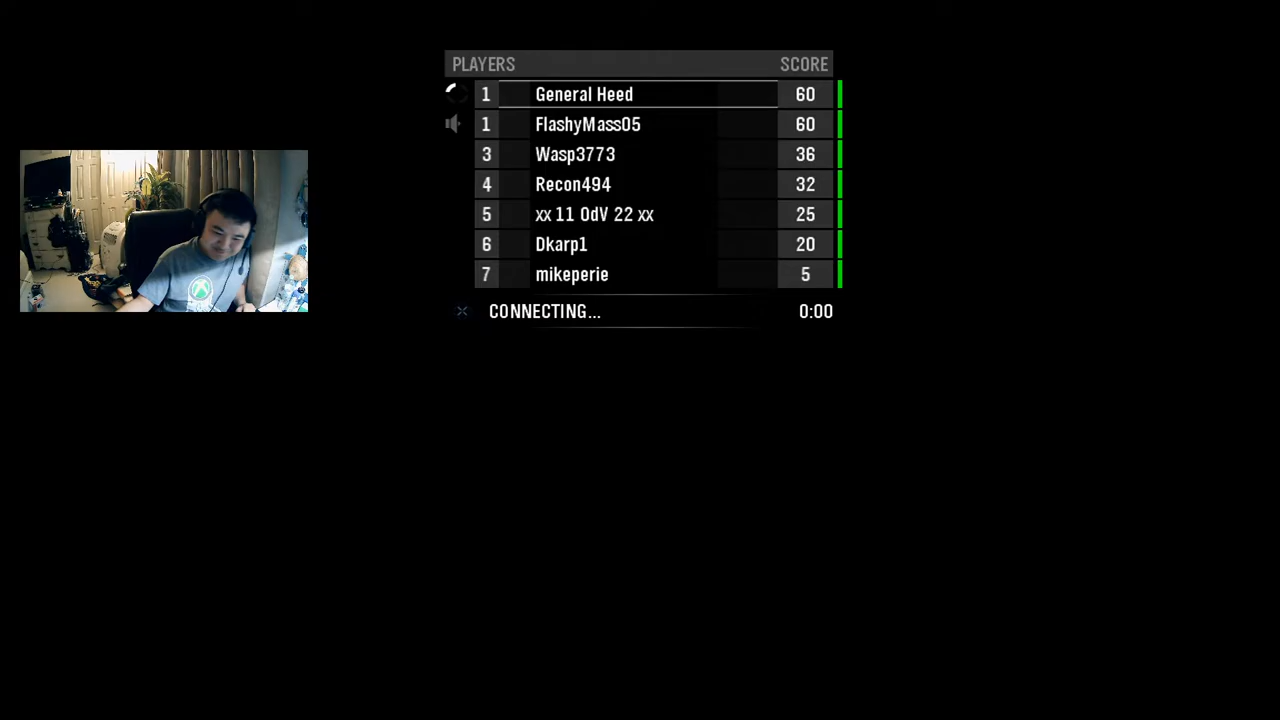 PLAYERS SCORE
1 General Heed 60
1 FlashyMass05 60
3 Wasp3773 36
4 Recon494 32
5 xx 11 OdV 22 xx 25
6 Dkarp1 20
7 mikeperie 5
CONNECTING... 0:00